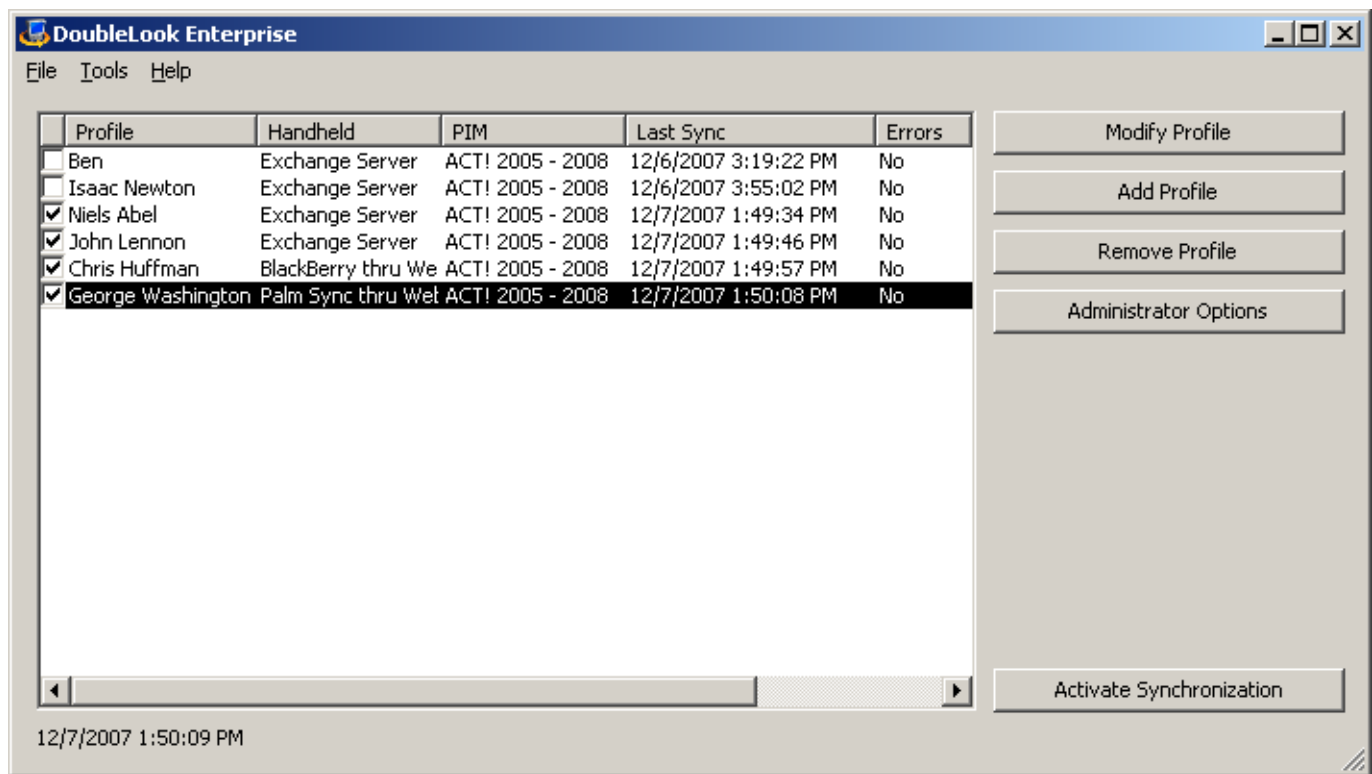 DoubleLook Enterprise
File Tools Help
Profile Handheld PIM Last Sync Errors
Ben Exchange Server ACT! 2005 - 2008 12/6/2007 3:19:22 PM No
Isaac Newton Exchange Server ACT! 2005 - 2008 12/6/2007 3:55:02 PM No
Niels Abel Exchange Server ACT! 2005 - 2008 12/7/2007 1:49:34 PM No
John Lennon Exchange Server ACT! 2005 - 2008 12/7/2007 1:49:46 PM No
Chris Huffman BlackBerry thru We ACT! 2005 - 2008 12/7/2007 1:49:57 PM No
George Washington Palm Sync thru Wel ACT! 2005 - 2008 12/7/2007 1:50:08 PM No
Modify Profile
Add Profile
Remove Profile
Administrator Options
Activate Synchronization
12/7/2007 1:50:09 PM